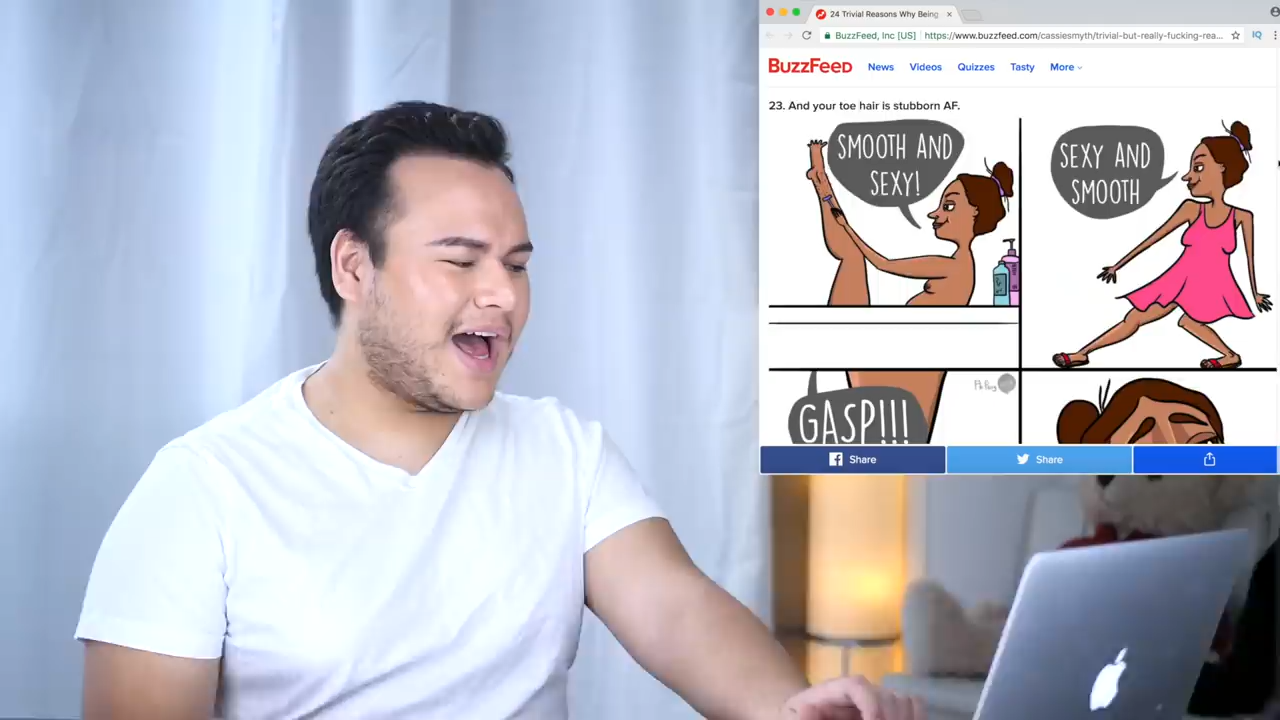 24 Trivial Reasons Why Being
BuzzFeed, Inc [US] https://www.buzzfeed.com/cassiesmyth/trivial-but-really-fucking-rea...
IQ
BuzzFeed News Videos Quizzes Tasty More
23. And your toe hair is stubborn AF.
SMOOTH AND
SEXY!
SEXY AND
SMOOTH
GASP!!!
Share Share